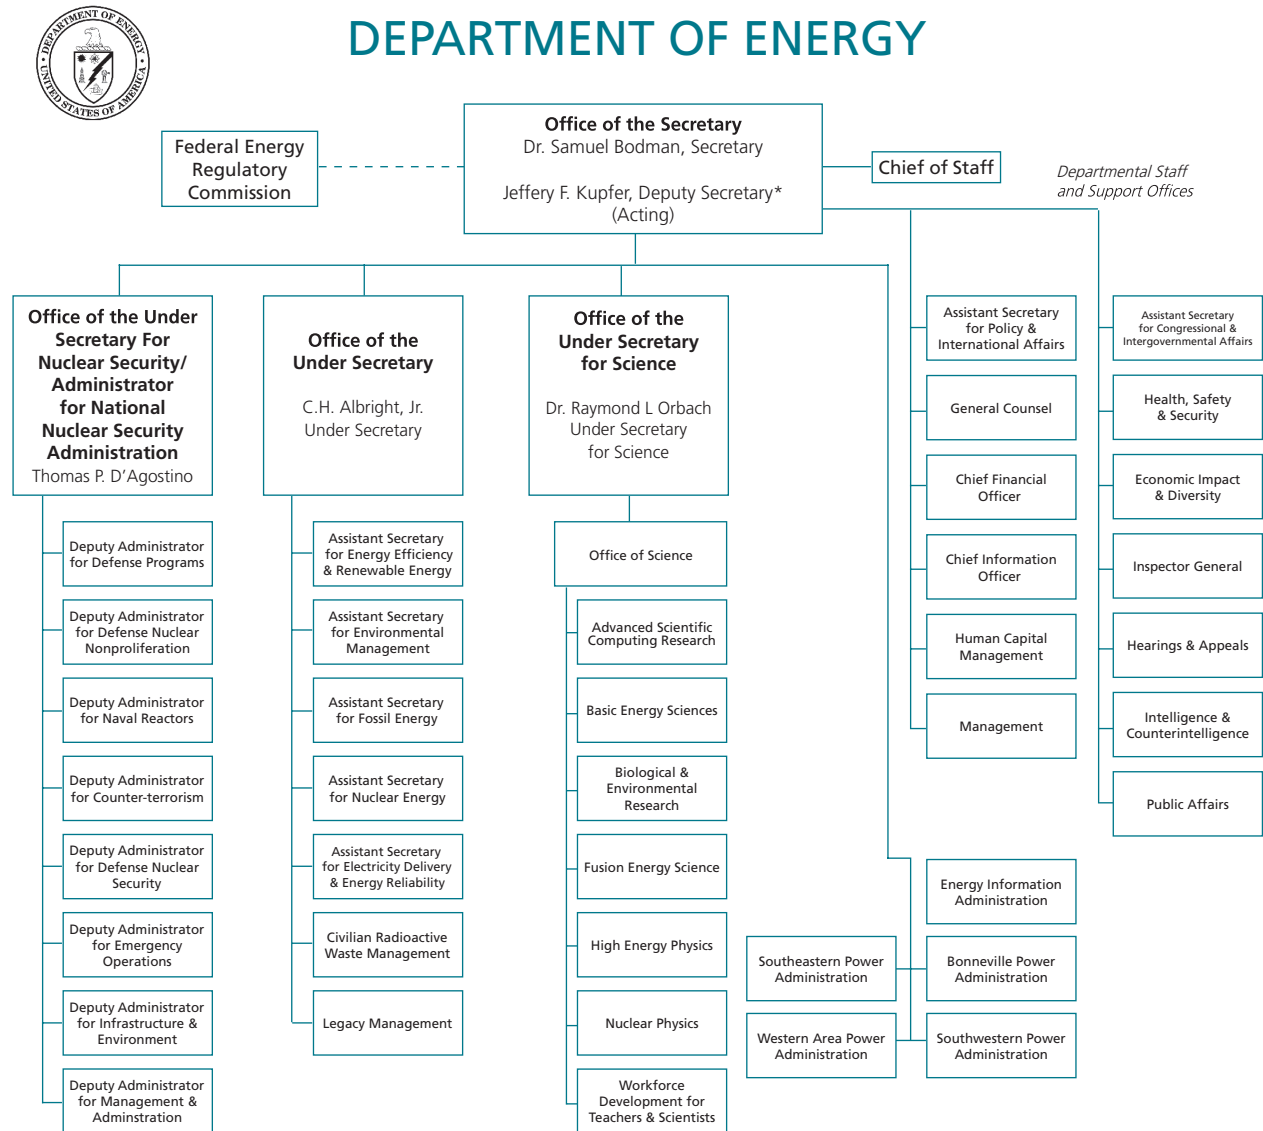 DEPARTMENT OF ENERGY
UNITED STATES OF AMERICA
DEPARTMENT OF ENERGY
Office of the Secretary
Dr. Samuel Bodman, Secretary
Jeffery F. Kupfer, Deputy Secretary*
(Acting)
Federal Energy
Regulatory
Commission
Chief of Staff
Departmental Staff
and Support Offices
Office of the Under
Secretary For
Nuclear Security/
Administrator
for National
Nuclear Security
Administration
Thomas P. D’Agostino
Deputy Administrator
for Defense Programs
Deputy Administrator
for Defense Nuclear
Nonproliferation
Deputy Administrator
for Naval Reactors
Deputy Administrator
for Counter-terrorism
Deputy Administrator
for Defense Nuclear
Security
Deputy Administrator
for Emergency
Operations
Deputy Administrator
for Infrastructure &
Environment
Deputy Administrator
for Management &
Adminstration
Office of the
Under Secretary
C.H. Albright, Jr.
Under Secretary
Assistant Secretary
for Energy Efficiency
& Renewable Energy
Assistant Secretary
for Environmental
Management
Assistant Secretary
for Fossil Energy
Assistant Secretary
for Nuclear Energy
Assistant Secretary
for Electricity Delivery
& Energy Reliability
Civilian Radioactive
Waste Management
Legacy Management
Office of the
Under Secretary
for Science
Dr. Raymond L Orbach
Under Secretary
for Science
Office of Science
Advanced Scientific
Computing Research
Basic Energy Sciences
Biological &
Environmental
Research
Fusion Energy Science
High Energy Physics
Nuclear Physics
Workforce
Development for
Teachers & Scientists
Assistant Secretary
for Policy &
International Affairs
General Counsel
Chief Financial
Officer
Chief Information
Officer
Human Capital
Management
Management
Assistant Secretary
for Congressional &
Intergovernmental Affairs
Health, Safety
& Security
Economic Impact
& Diversity
Inspector General
Hearings & Appeals
Intelligence &
Counterintelligence
Public Affairs
Energy Information
Administration
Southeastern Power
Administration
Bonneville Power
Administration
Western Area Power
Administration
Southwestern Power
Administration